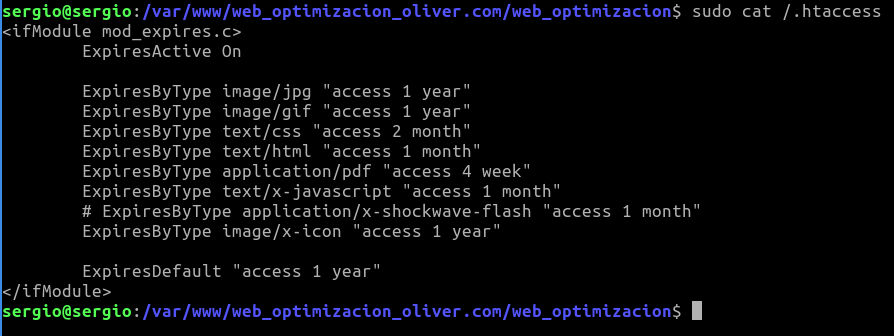 sergio@sergio:/var/www/web_optimizacion_oliver.com/web_optimizacion$ sudo cat /.htaccess
<ifModule mod_expires.c>
        ExpiresActive On

        ExpiresByType image/jpg "access 1 year"
        ExpiresByType image/gif "access 1 year"
        ExpiresByType text/css "access 2 month"
        ExpiresByType text/html "access 1 month"
        ExpiresByType application/pdf "access 4 week"
        ExpiresByType text/x-javascript "access 1 month"
        # ExpiresByType application/x-shockwave-flash "access 1 month"
        ExpiresByType image/x-icon "access 1 year"

        ExpiresDefault "access 1 year"
</ifModule>
sergio@sergio:/var/www/web_optimizacion_oliver.com/web_optimizacion$